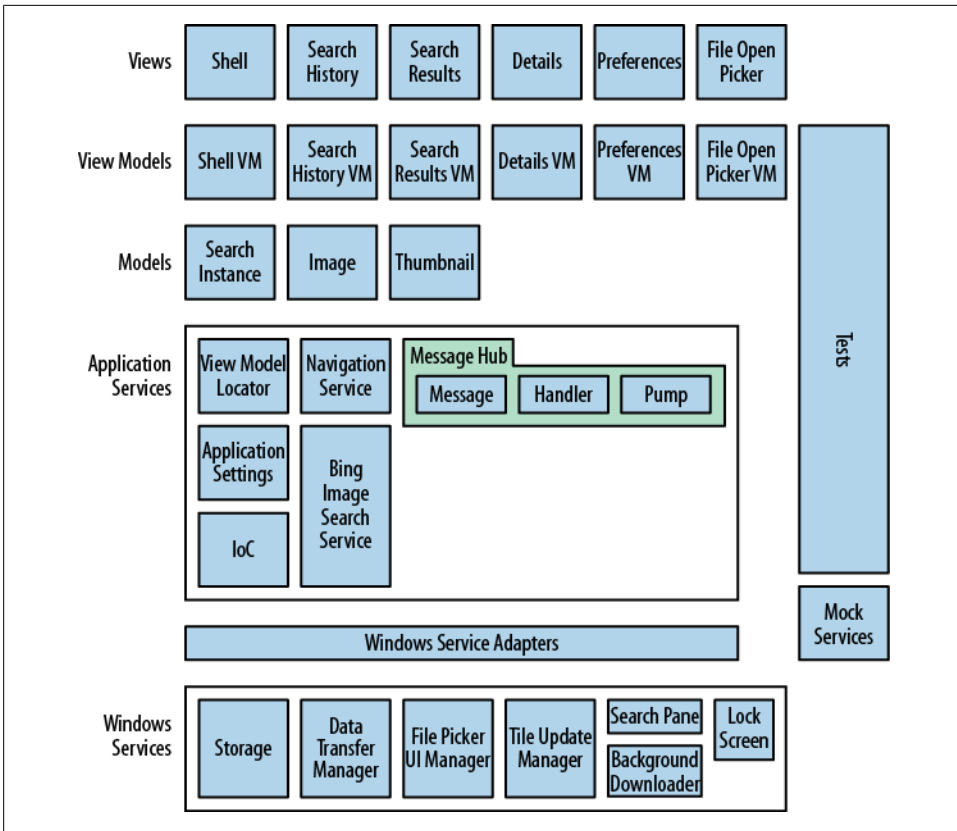 Views
Shell
Search
History
Search
Results
Details
Preferences
File Open
Picker
View Models
Shell VM
Search
History VM
Search
Results VM
Details VM
Preferences
VM
File Open
Picker VM
Models
Search
Instance
Image
Thumbnail
Tests
Application
Services
View Model
Locator
Navigation
Service
Message Hub
Message
Handler
Pump
Application
Settings
Bing
Image
Search
Service
IoC
Mock
Services
Windows Service Adapters
Windows
Services
Storage
Data
Transfer
Manager
File Picker
UI Manager
Tile Update
Manager
Search Pane
Background
Downloader
Lock
Screen